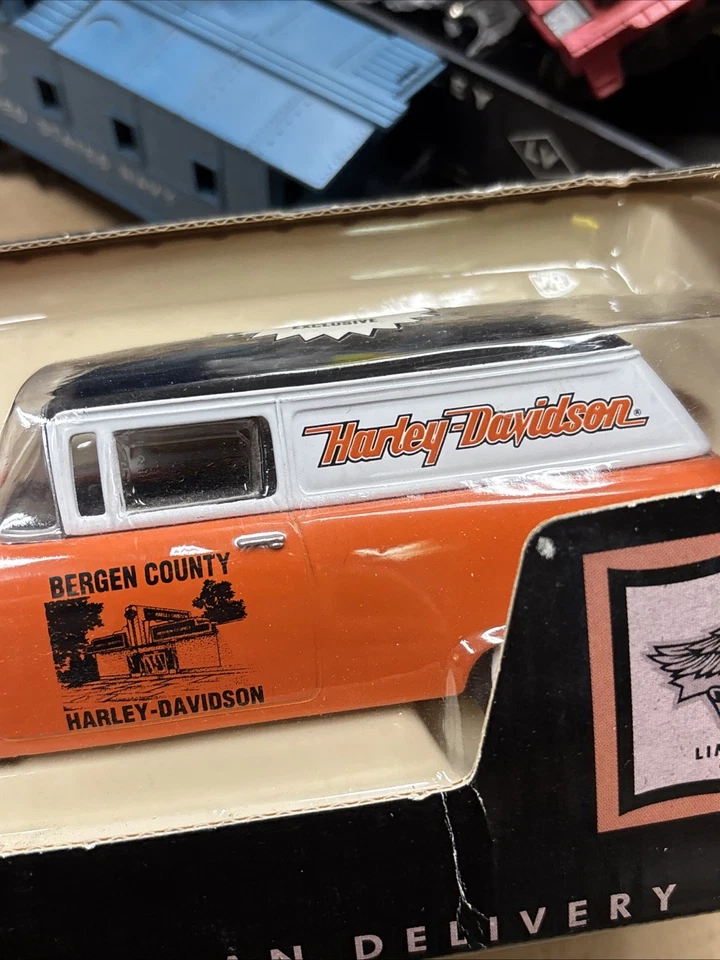 EXCLUSIVE
Harley-Davidson®
BERGEN COUNTY
HARLEY-DAVIDSON
AN DELIVERY